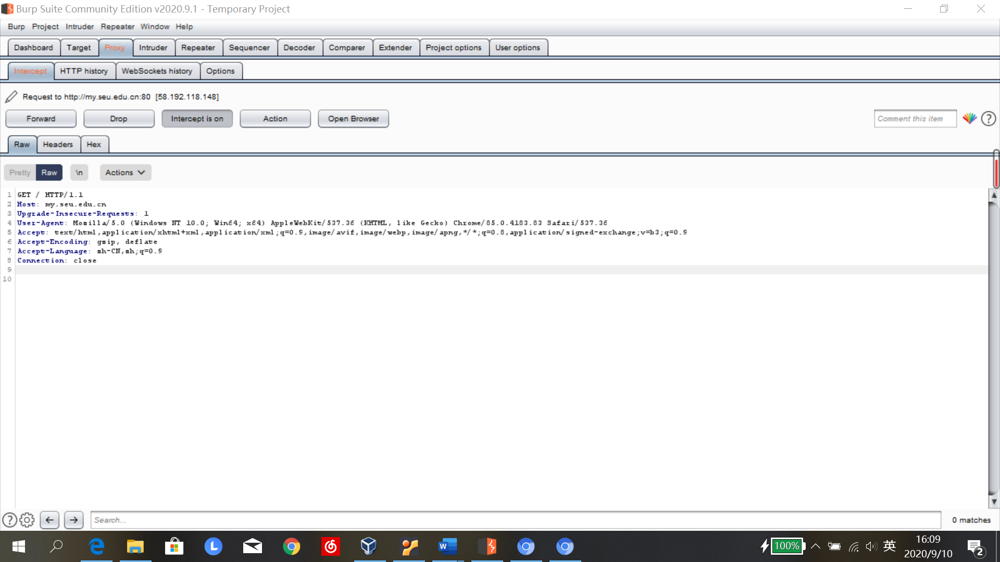 Burp Suite Community Edition v2020.9.1 - Temporary Project
Burp Project Intruder Repeater Window Help
Dashboard Target Proxy Intruder Repeater Sequencer Decoder Comparer Extender Project options User options
Intercept HTTP history WebSockets history Options
Request to http://my.seu.edu.cn:80 [58.192.118.148]
Forward Drop Intercept is on Action Open Browser Comment this item ?
Raw Headers Hex
Pretty Raw \n Actions
1 GET / HTTP/1.1
2 Host: my.seu.edu.cn
3 Upgrade-Insecure-Requests: 1
4 User-Agent: Mozilla/5.0 (Windows NT 10.0; Win64; x64) AppleWebKit/537.36 (KHTML, like Gecko) Chrome/85.0.4183.83 Safari/537.36
5 Accept: text/html,application/xhtml+xml,application/xml;q=0.9,image/avif,image/webp,image/apng,*/*;q=0.8,application/signed-exchange;v=b3;q=0.9
6 Accept-Encoding: gzip, deflate
7 Accept-Language: zh-CN,zh;q=0.9
8 Connection: close
9
10
? Search... 0 matches
100% 英 16:09
2020/9/10 2